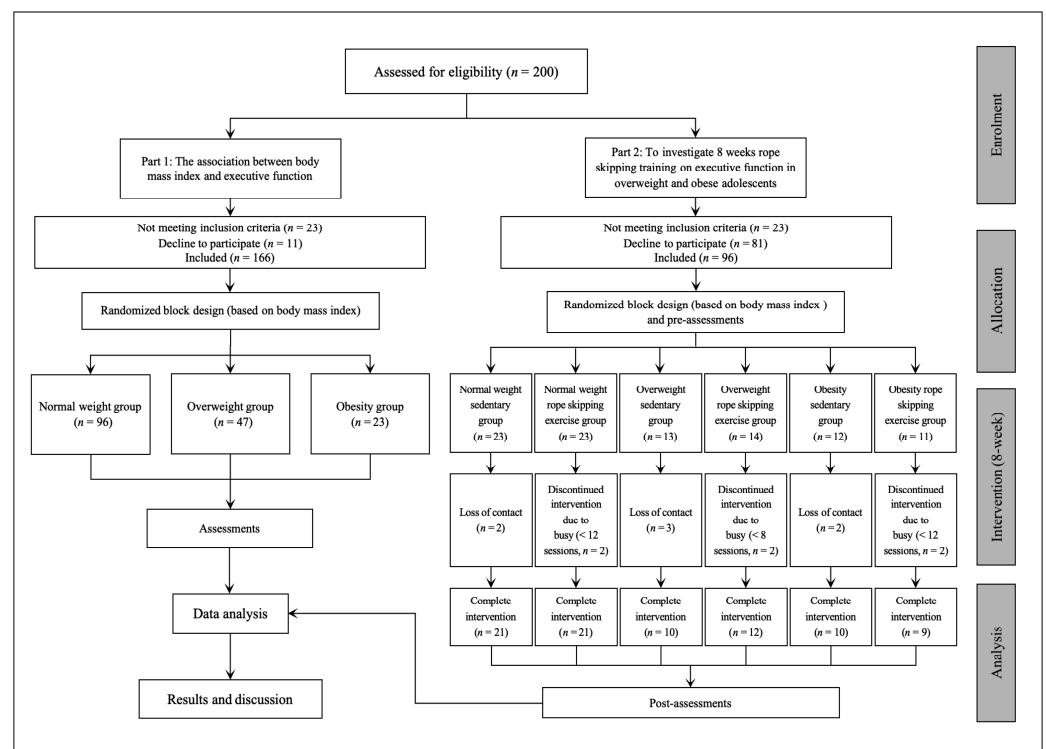 Assessed for eligibility (n = 200)
Part 1: The association between body
mass index and executive function
Part 2: To investigate 8 weeks rope
skipping training on executive function in
overweight and obese adolescents
Enrolment
Not meeting inclusion criteria (n = 23)
Decline to participate (n = 11)
Included (n = 166)
Not meeting inclusion criteria (n = 23)
Decline to participate (n = 81)
Included (n = 96)
Randomized block design (based on body mass index)
Randomized block design (based on body mass index )
and pre-assessments
Allocation
Normal weight group
(n = 96)
Overweight group
(n = 47)
Obesity group
(n = 23)
Normal weight
sedentary
group
(n = 23)
Normal weight
rope skipping
exercise group
(n = 23)
Overweight
sedentary
group
(n = 13)
Overweight
rope skipping
exercise group
(n = 14)
Obesity
sedentary
group
(n = 12)
Obesity rope
skipping
exercise group
(n = 11)
Loss of contact
(n = 2)
Discontinued
intervention
due to
busy (< 12
sessions, n = 2)
Loss of contact
(n = 3)
Discontinued
intervention
due to
busy (< 8
sessions, n = 2)
Loss of contact
(n = 2)
Discontinued
intervention
due to
busy (< 12
sessions, n = 2)
Intervention (8-week)
Assessments
Complete
intervention
(n = 21)
Complete
intervention
(n = 21)
Complete
intervention
(n = 10)
Complete
intervention
(n = 12)
Complete
intervention
(n = 10)
Complete
intervention
(n = 9)
Data analysis
Analysis
Results and discussion
Post-assessments